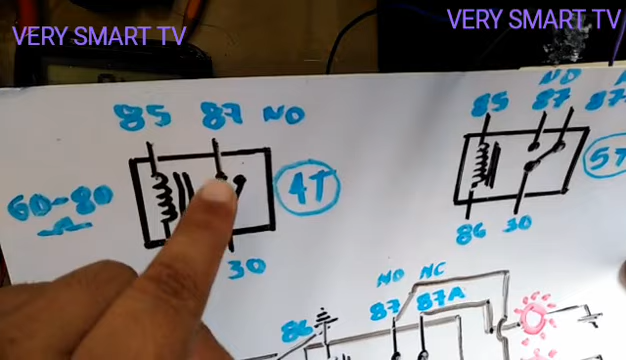 VERY SMART TV
VERY SMART TV
85 87 NO
60-80
4T
30
NO
85 87 87
5T
86 30
NO NC
87 87A
86